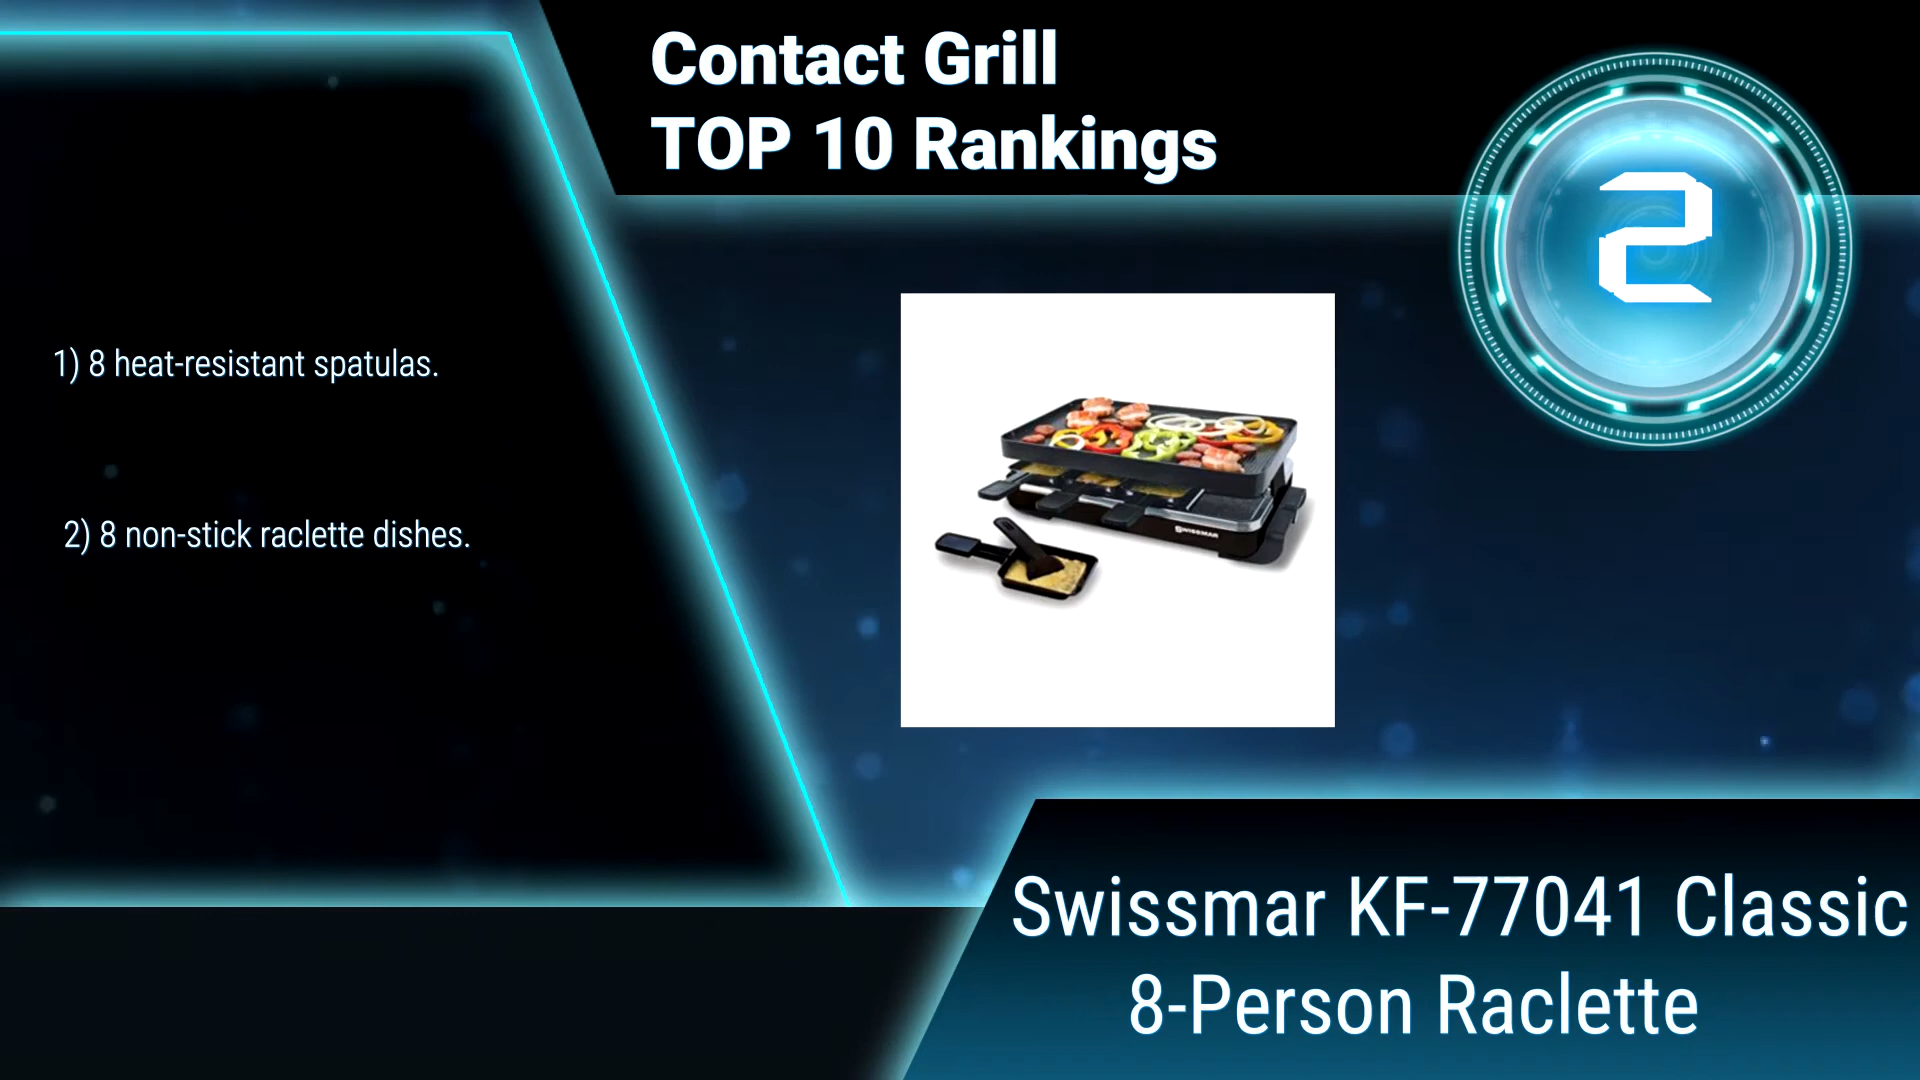 Contact Grill
TOP 10 Rankings
2
1) 8 heat-resistant spatulas.
2) 8 non-stick raclette dishes.
SWISSMAR
Swissmar KF-77041 Classic
8-Person Raclette